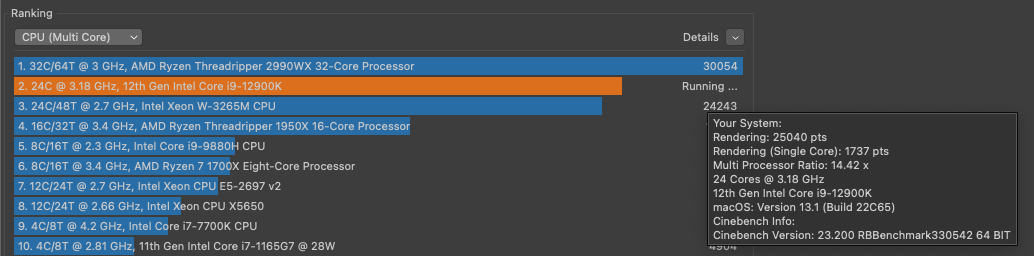 Ranking
CPU (Multi Core)
Details
1. 32C/64T @ 3 GHz, AMD Ryzen Threadripper 2990WX 32-Core Processor 30054
2. 24C @ 3.18 GHz, 12th Gen Intel Core i9-12900K Running ...
3. 24C/48T @ 2.7 GHz, Intel Xeon W-3265M CPU 24243
4. 16C/32T @ 3.4 GHz, AMD Ryzen Threadripper 1950X 16-Core Processor
5. 8C/16T @ 2.3 GHz, Intel Core i9-9880H CPU
6. 8C/16T @ 3.4 GHz, AMD Ryzen 7 1700X Eight-Core Processor
7. 12C/24T @ 2.7 GHz, Intel Xeon CPU E5-2697 v2
8. 12C/24T @ 2.66 GHz, Intel Xeon CPU X5650
9. 4C/8T @ 4.2 GHz, Intel Core i7-7700K CPU
10. 4C/8T @ 2.81 GHz, 11th Gen Intel Core i7-1165G7 @ 28W 4904
Your System:
Rendering: 25040 pts
Rendering (Single Core): 1737 pts
Multi Processor Ratio: 14.42 x
24 Cores @ 3.18 GHz
12th Gen Intel Core i9-12900K
macOS: Version 13.1 (Build 22C65)
Cinebench Info:
Cinebench Version: 23.200 RBBenchmark330542 64 BIT